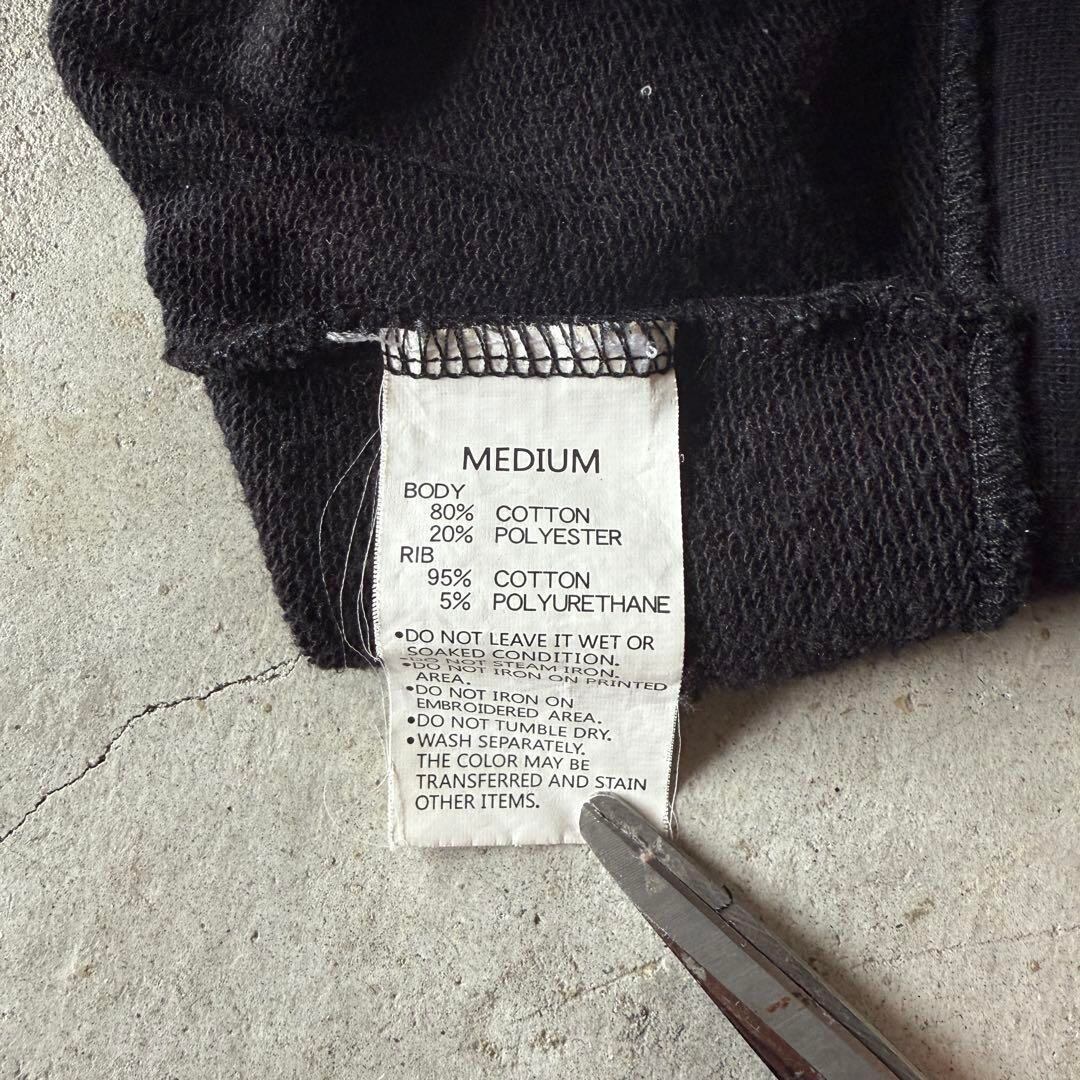 MEDIUM
BODY
80% COTTON
20% POLYESTER
RIB
95% COTTON
5% POLYURETHANE
•DO NOT LEAVE IT WET OR
SOAKED CONDITION.
•DO NOT STEAM IRON.
•DO NOT IRON ON PRINTED
AREA.
•DO NOT IRON ON
EMBROIDERED AREA.
•DO NOT TUMBLE DRY.
•WASH SEPARATELY.
THE COLOR MAY BE
TRANSFERRED AND STAIN
OTHER ITEMS.